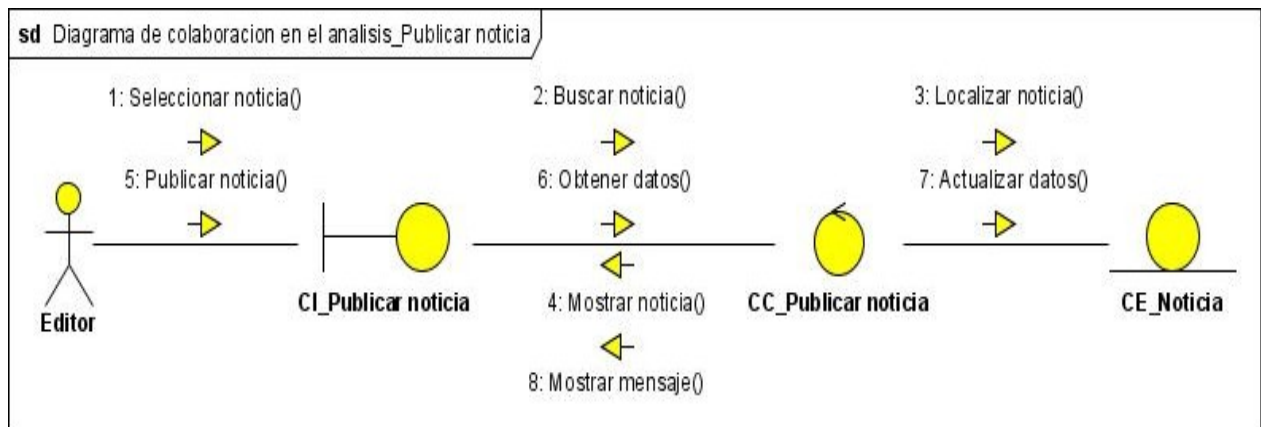 sd Diagrama de colaboracion en el analisis_Publicar noticia
1: Seleccionar noticia()
2: Buscar noticia()
3: Localizar noticia()
5: Publicar noticia()
6: Obtener datos()
7: Actualizar datos()
Editor
CI_Publicar noticia
4: Mostrar noticia()
CC_Publicar noticia
CE_Noticia
8: Mostrar mensaje()